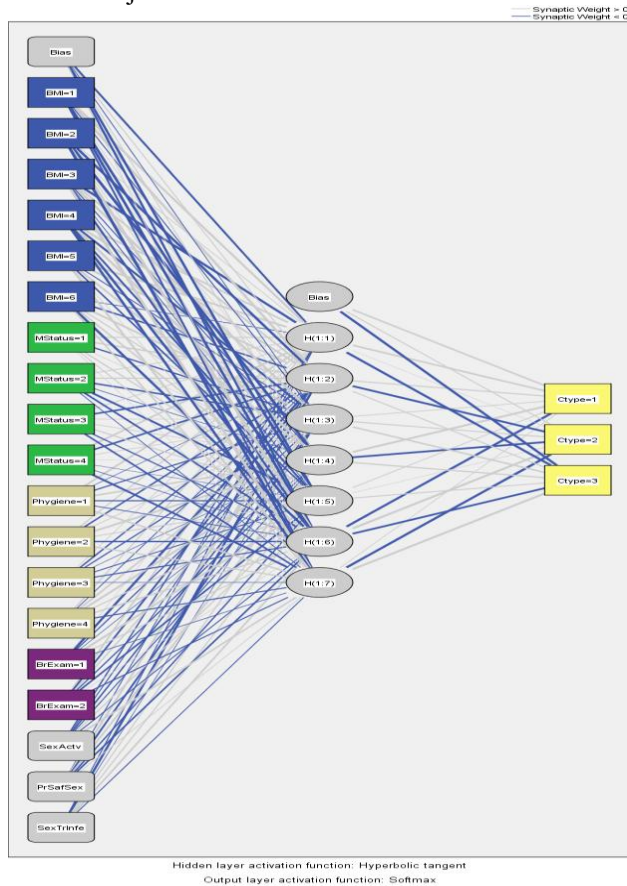 Synaptic Weight > 0
Synaptic Weight < 0
Bias
BMI=1
BMI=2
BMI=3
BMI=4
BMI=5
BMI=6
MStatus=1
MStatus=2
MStatus=3
MStatus=4
Phygiene=1
Phygiene=2
Phygiene=3
Phygiene=4
BrExam=1
BrExam=2
SexActv
PrSafSex
SexTrInfe
Bias
H(1:1)
H(1:2)
H(1:3)
H(1:4)
H(1:5)
H(1:6)
H(1:7)
Ctype=1
Ctype=2
Ctype=3
Hidden layer activation function: Hyperbolic tangent
Output layer activation function: Softmax